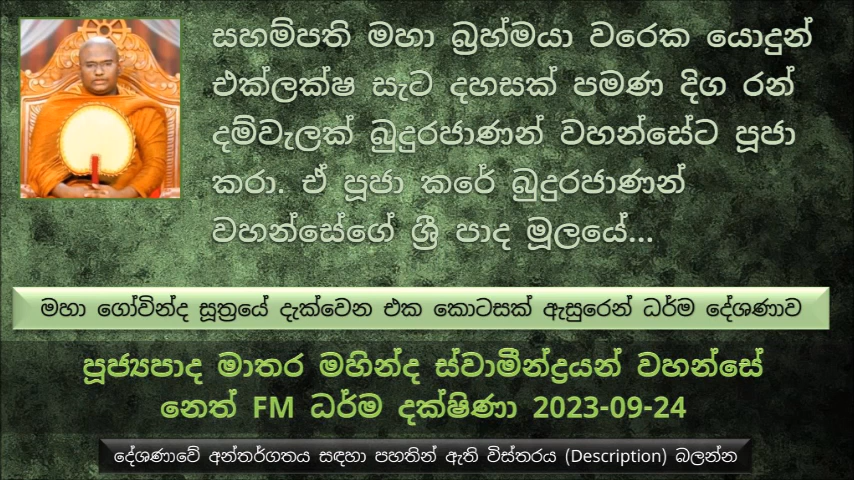 සහම්පති මහා බ්‍රහ්මයා වරෙක යොදුන්
එක්ලක්ෂ සැට දහසක් පමණ දිග රන්
දම්වැලක් බුදුරජාණන් වහන්සේට පූජා
කරා. ඒ පූජා කරේ බුදුරජාණන්
වහන්සේගේ ශ්‍රී පාද මූලයේ...
මහා ගෝවින්ද සූත්‍රයේ දැක්වෙන එක කොටසක් ඇසුරෙන් ධර්ම දේශණාව
පූජ්‍යපාද මාතර මහින්ද ස්වාමීන්ද්‍රයන් වහන්සේ
නෙත් FM ධර්ම දක්ෂිණා 2023-09-24
දේශණාවේ අන්තර්ගතය සඳහා පහතින් ඇති විස්තරය (Description) බලන්න